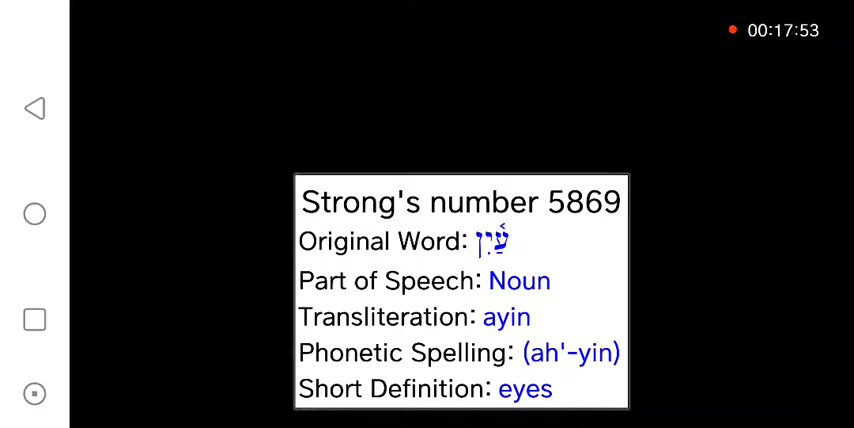 00:17:53
Strong's number 5869
Original Word: עַ֫יִן
Part of Speech: Noun
Transliteration: ayin
Phonetic Spelling: (ah'-yin)
Short Definition: eyes